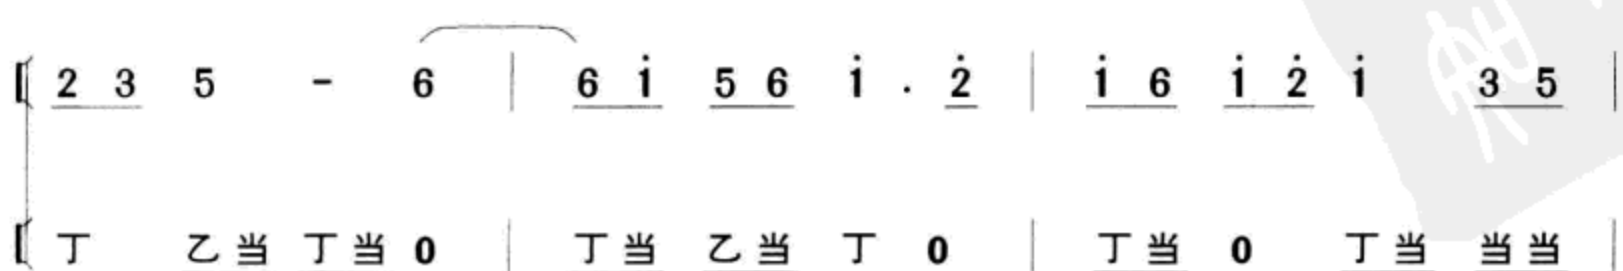 2 3 5 - 6 | 6 i̇ 5 6 i̇ . 2̇ | i̇ 6 i̇ 2̇ i̇ 3 5 |
丁 乙当 丁当 0 | 丁当 乙当 丁 0 | 丁当 0 丁当 当当 |